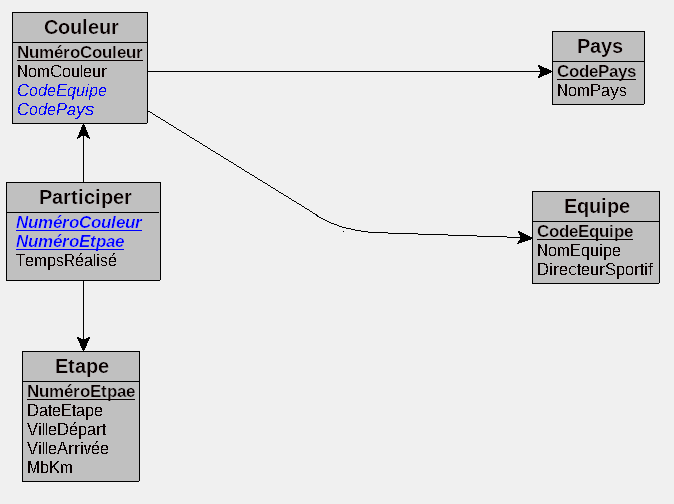 Couleur
NuméroCouleur
NomCouleur
CodeEquipe
CodePays
Pays
CodePays
NomPays
Participer
NuméroCouleur
NuméroEtpae
TempsRéalisé
Equipe
CodeEquipe
NomEquipe
DirecteurSportif
Etape
NuméroEtpae
DateEtape
VilleDépart
VilleArrivée
MbKm